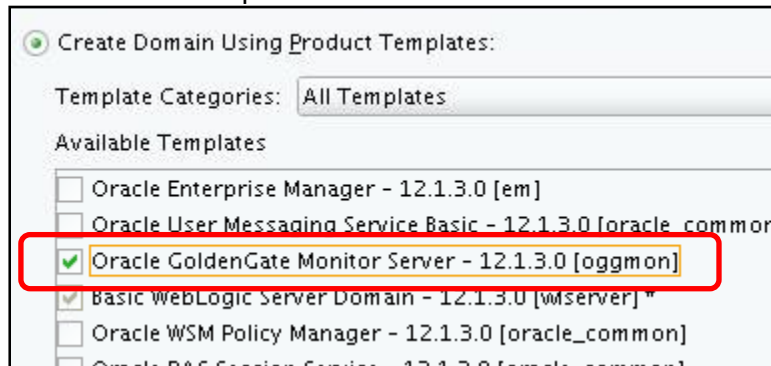 Create Domain Using Product Templates:
Template Categories: All Templates
Available Templates
Oracle Enterprise Manager - 12.1.3.0 [em]
Oracle User Messaging Service Basic - 12.1.3.0 [oracle_common
Oracle GoldenGate Monitor Server - 12.1.3.0 [oggmon]
Basic WebLogic Server Domain - 12.1.3.0 [wlserver] *
Oracle WSM Policy Manager - 12.1.3.0 [oracle_common]